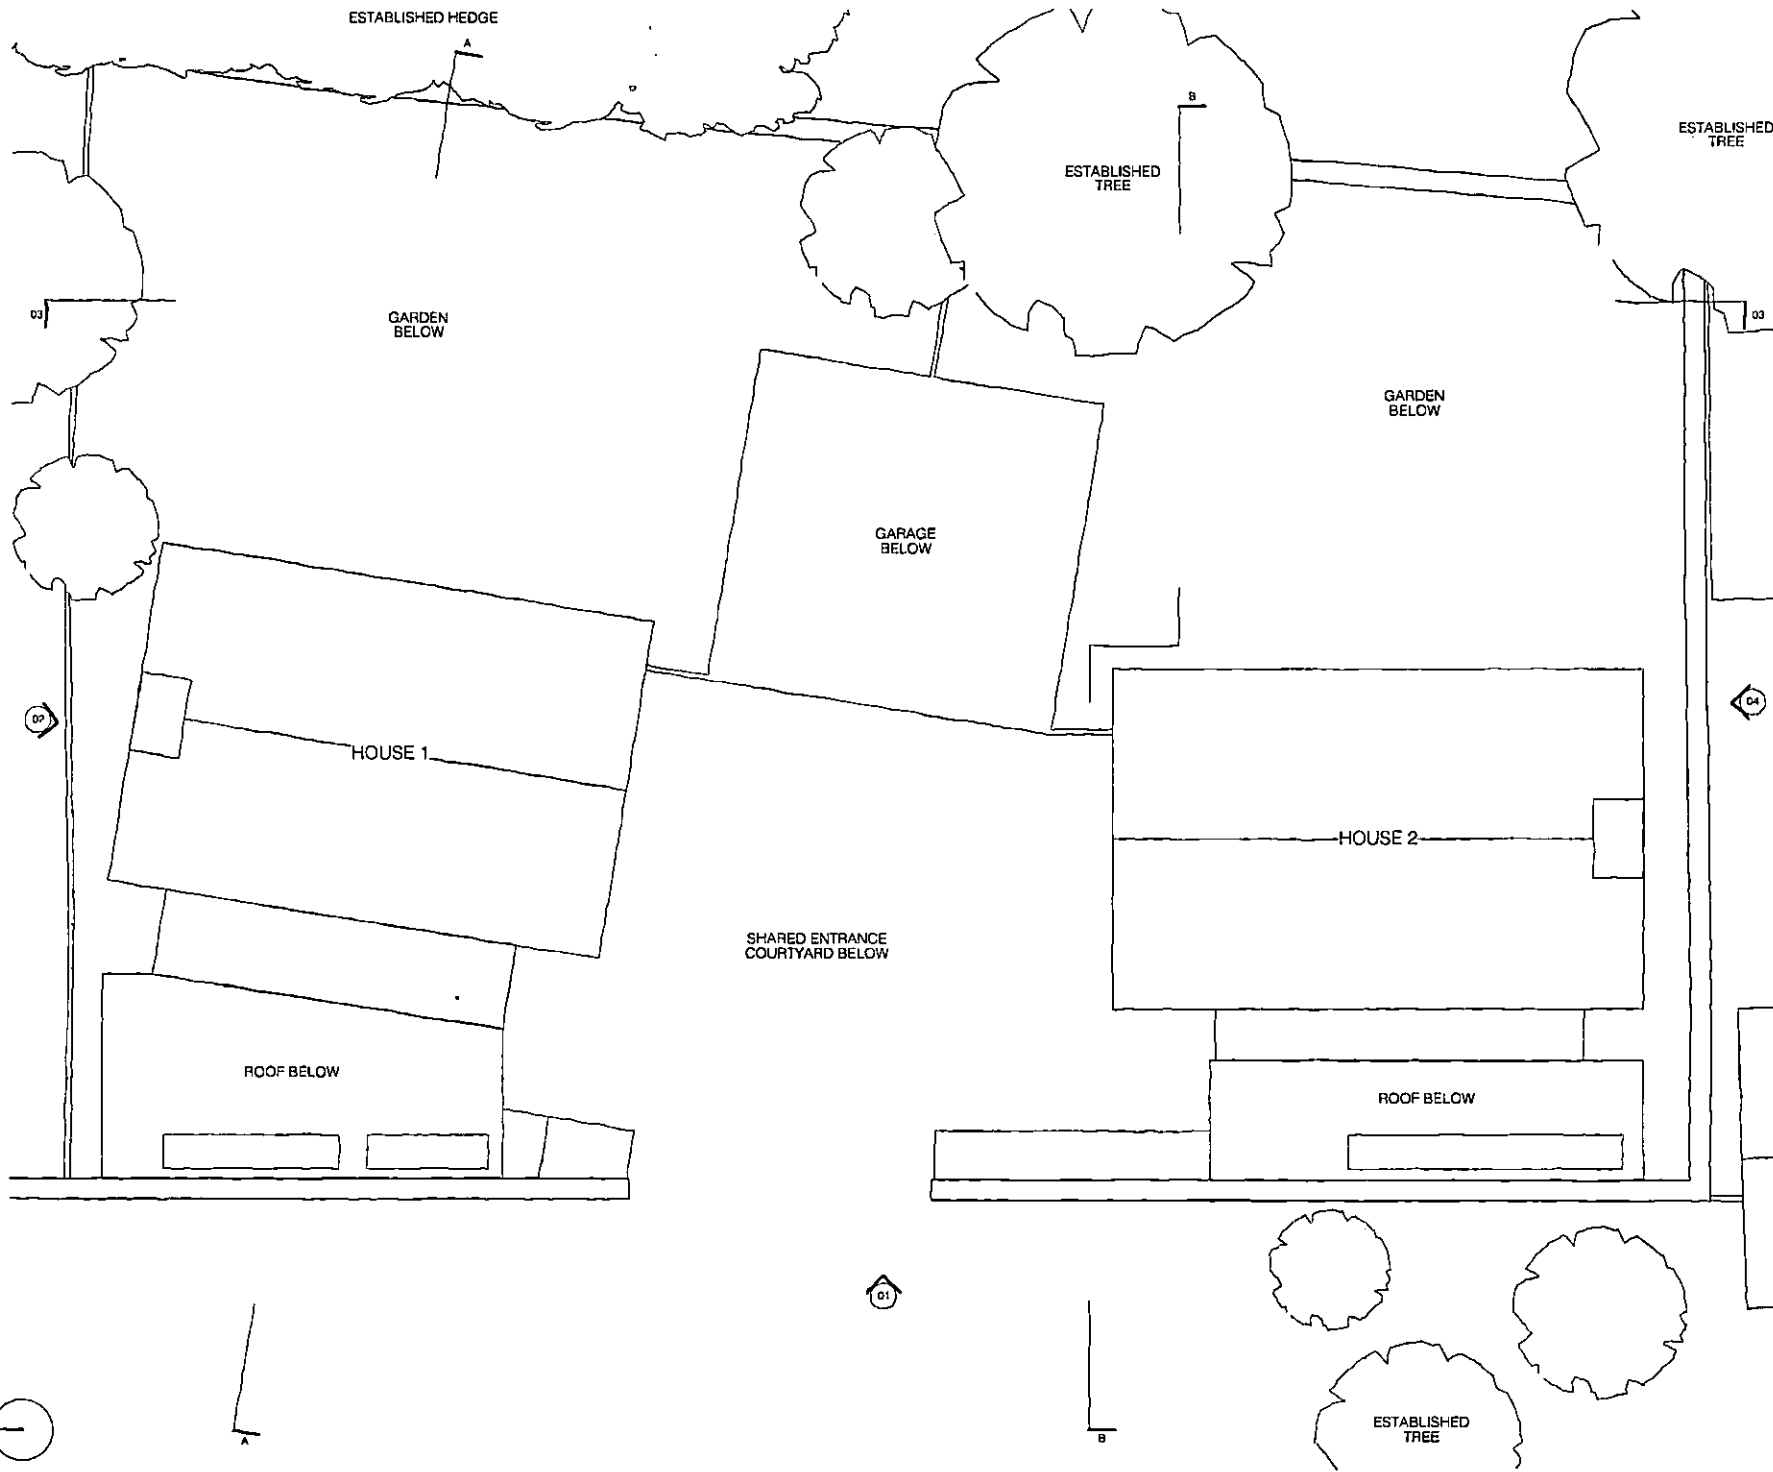 ESTABLISHED HEDGE
A
B
ESTABLISHED
TREE
ESTABLISHED
TREE
03
GARDEN
BELOW
03
GARDEN
BELOW
GARAGE
BELOW
02
04
HOUSE 1
HOUSE 2
SHARED ENTRANCE
COURTYARD BELOW
ROOF BELOW
ROOF BELOW
01
ESTABLISHED
TREE
A
B